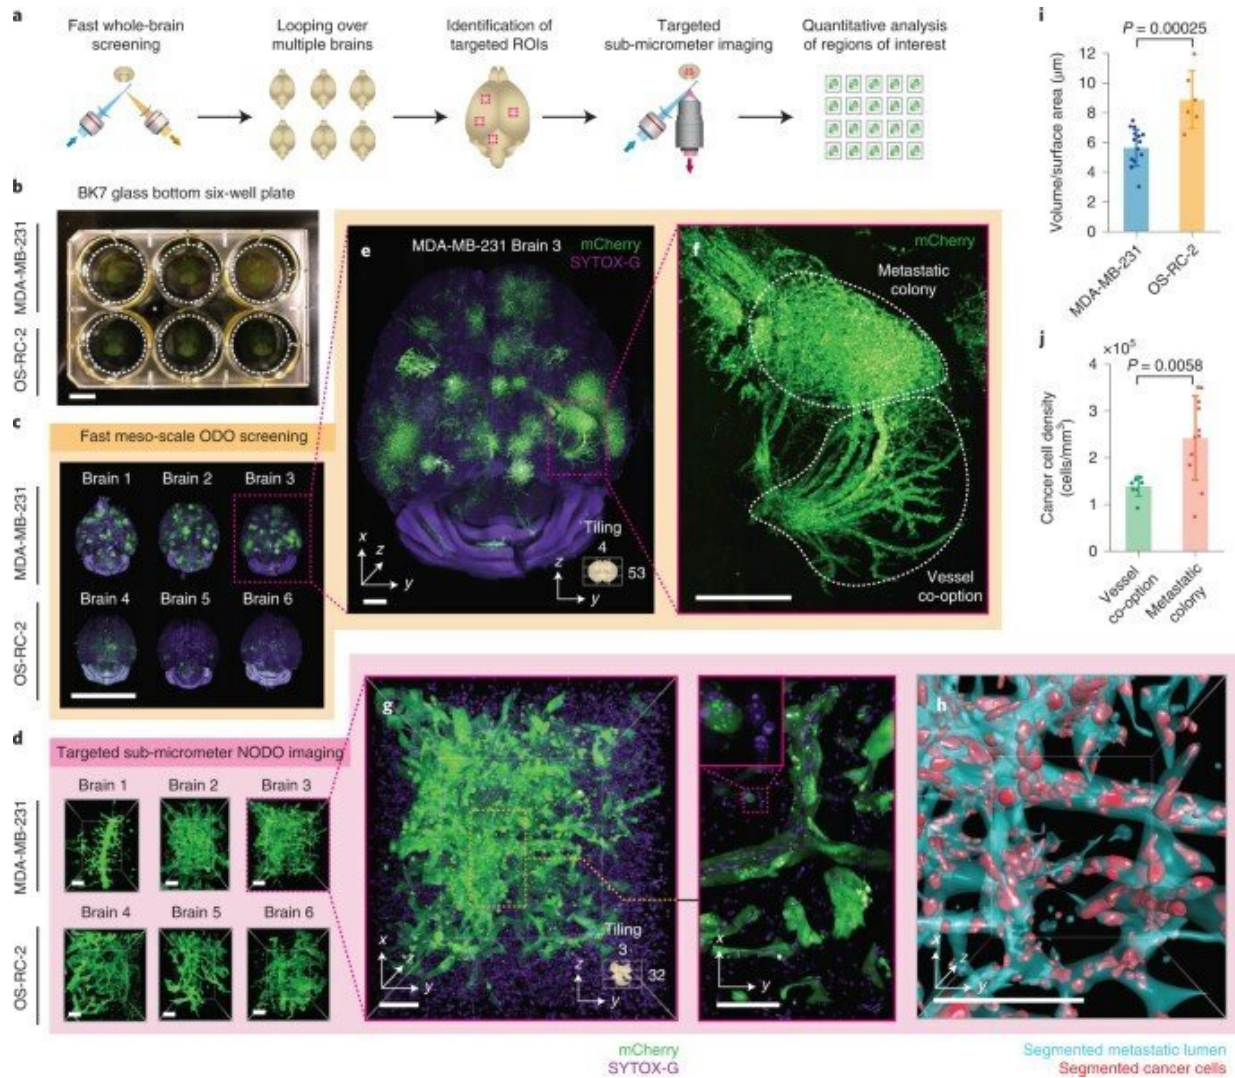 a
Fast whole-brain
screening
Looping over
multiple brains
Identification of
targeted ROIs
Targeted
sub-micrometer imaging
Quantitative analysis
of regions of interest
b
BK7 glass bottom six-well plate
MDA-MB-231
OS-RC-2
c
Fast meso-scale ODO screening
MDA-MB-231
OS-RC-2
Brain 1
Brain 2
Brain 3
Brain 4
Brain 5
Brain 6
d
Targeted sub-micrometer NODO imaging
MDA-MB-231
OS-RC-2
Brain 1
Brain 2
Brain 3
Brain 4
Brain 5
Brain 6
e
MDA-MB-231 Brain 3
mCherry
SYTOX-G
x
z
y
Tiling
4
53
z
y
f
mCherry
Metastatic
colony
Vessel
co-option
g
x
z
y
Tiling
3
32
z
y
x
z
y
h
x
z
y
mCherry
SYTOX-G
Segmented metastatic lumen
Segmented cancer cells
i
P = 0.00025
Volume/surface area (μm)
12
10
8
6
4
2
0
MDA-MB-231
OS-RC-2
j
×10⁵
P = 0.0058
Cancer cell density
(cells/mm³)
4
3
2
1
0
Vessel
co-option
Metastatic
colony